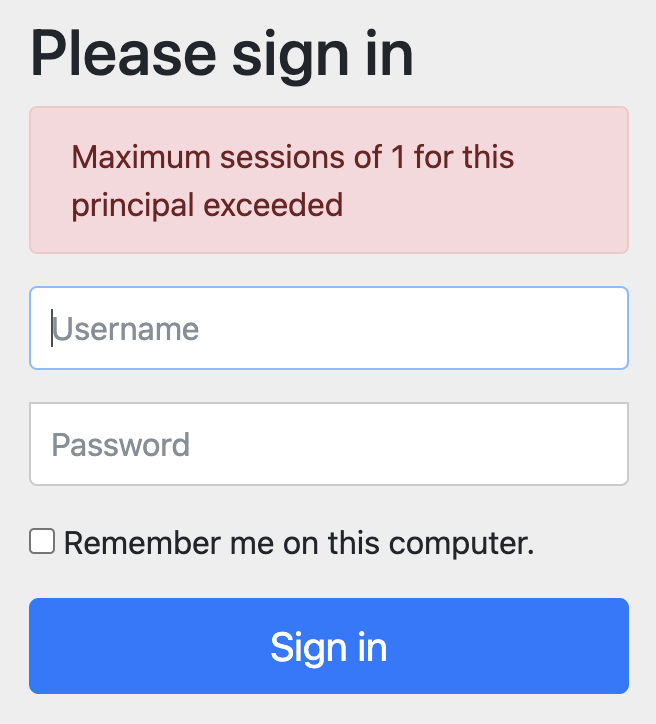 Please sign in
Maximum sessions of 1 for this
principal exceeded
Username
Password
Remember me on this computer.
Sign in